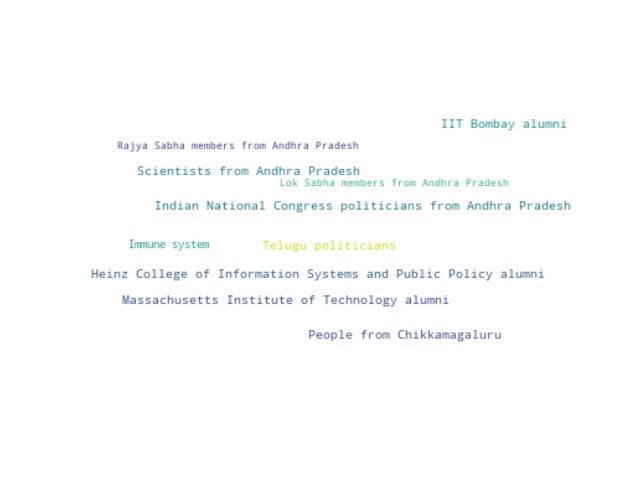 IIT Bombay alumni
Rajya Sabha members from Andhra Pradesh
Scientists from Andhra Pradesh
Lok Sabha members from Andhra Pradesh
Indian National Congress politicians from Andhra Pradesh
Immune system
Telugu politicians
Heinz College of Information Systems and Public Policy alumni
Massachusetts Institute of Technology alumni
People from Chikkamagaluru